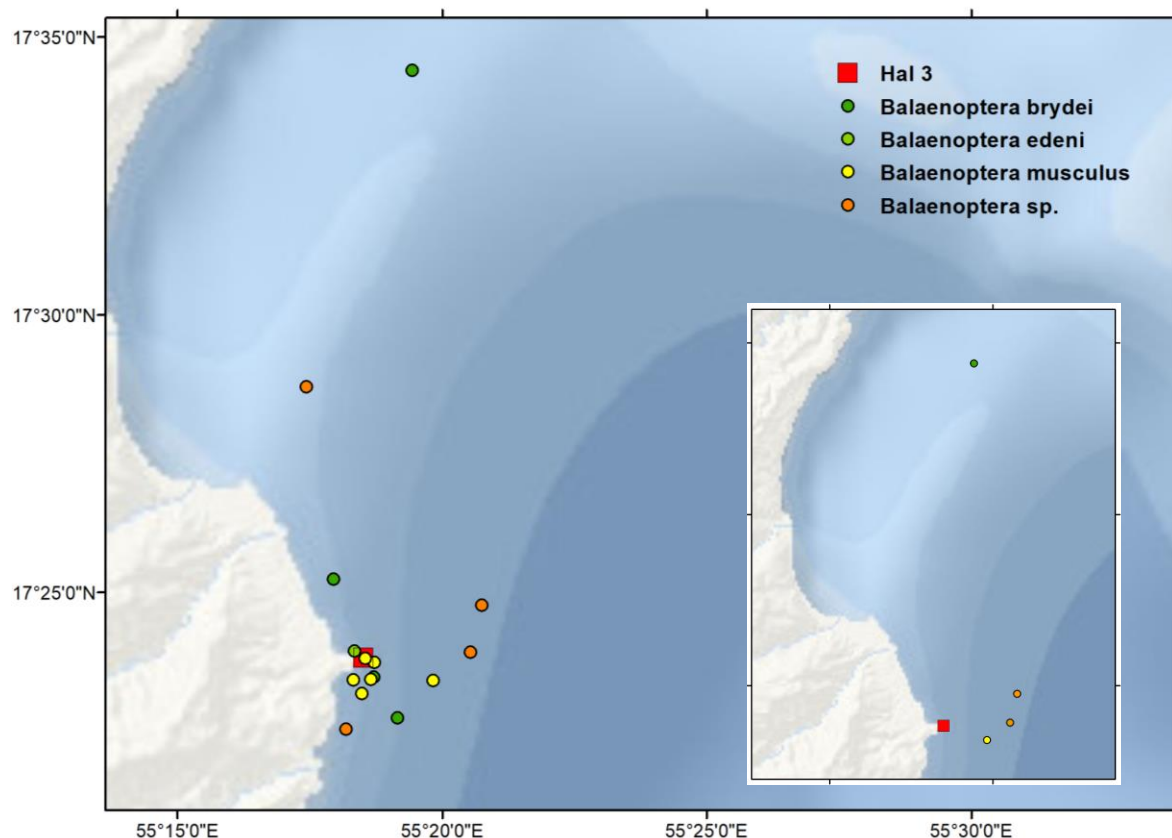 17°35'0"N
Hal 3
Balaenoptera brydei
Balaenoptera edeni
Balaenoptera musculus
Balaenoptera sp.
17°30'0"N
17°25'0"N
55°15'0"E
55°20'0"E
55°25'0"E
55°30'0"E